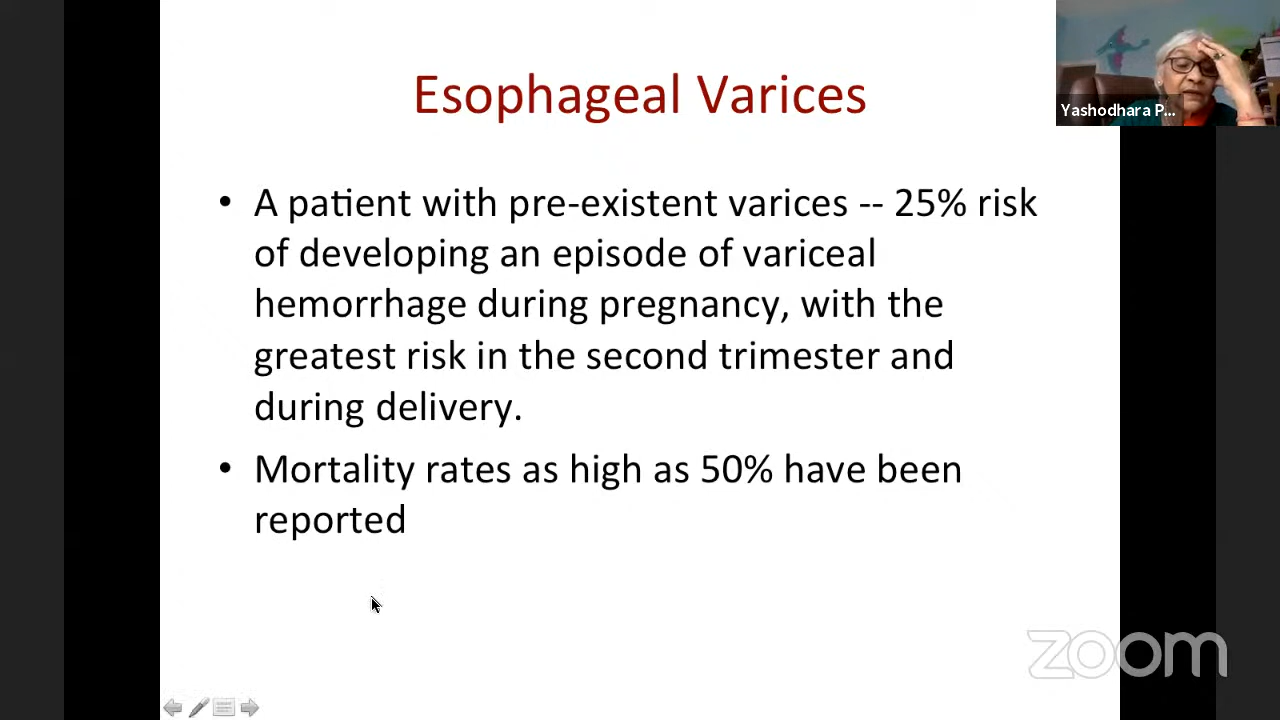 Esophageal Varices
Yashodhara P...
• A patient with pre-existent varices -- 25% risk
of developing an episode of variceal
hemorrhage during pregnancy, with the
greatest risk in the second trimester and
during delivery.
• Mortality rates as high as 50% have been
reported
zoom